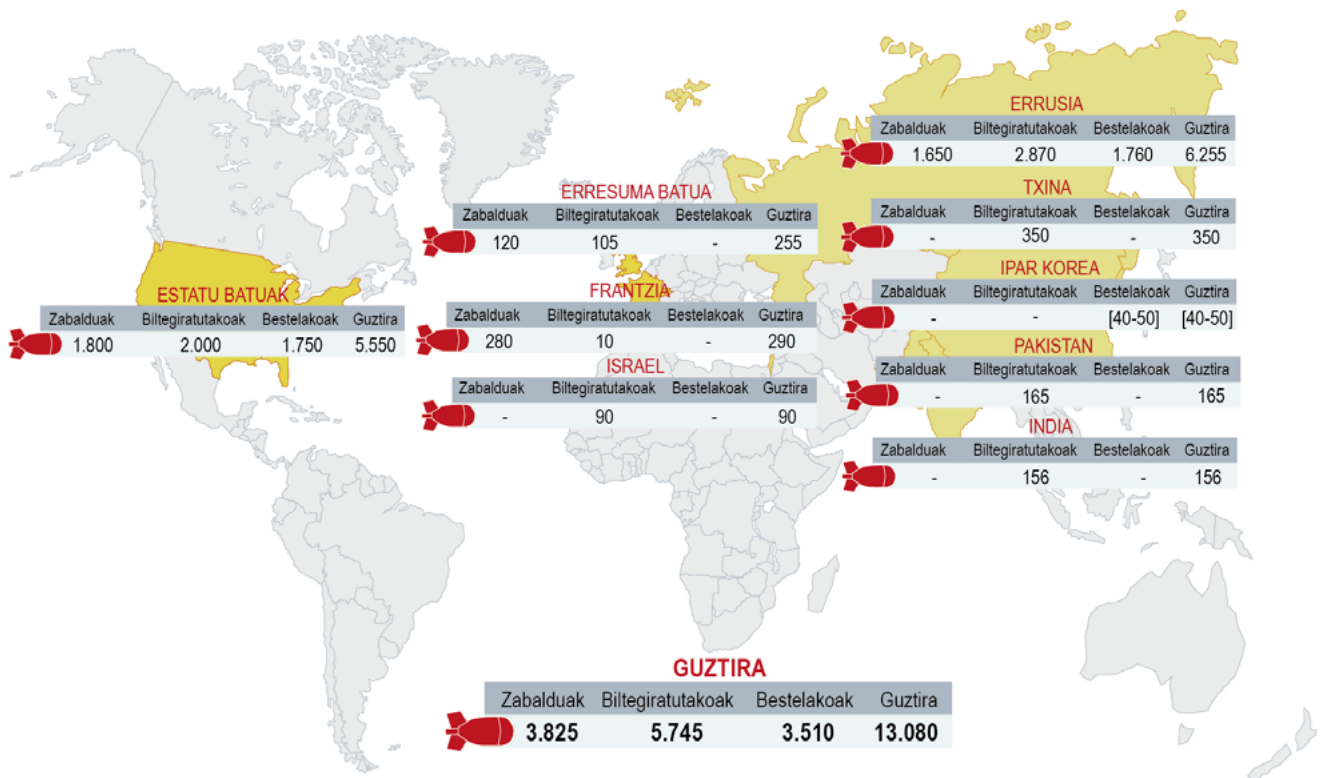 ERRUSIA
Zabalduak Biltegiratutakoak Bestelakoak Guztira
1.650 2.870 1.760 6.255
ERRESUMA BATUA
Zabalduak Biltegiratutakoak Bestelakoak Guztira
120 105 - 255
TXINA
Zabalduak Biltegiratutakoak Bestelakoak Guztira
- 350 - 350
ESTATU BATUAK
Zabalduak Biltegiratutakoak Bestelakoak Guztira
1.800 2.000 1.750 5.550
FRANTZIA
Zabalduak Biltegiratutakoak Bestelakoak Guztira
280 10 - 290
IPAR KOREA
Zabalduak Biltegiratutakoak Bestelakoak Guztira
- - [40-50] [40-50]
ISRAEL
Zabalduak Biltegiratutakoak Bestelakoak Guztira
- 90 - 90
PAKISTAN
Zabalduak Biltegiratutakoak Bestelakoak Guztira
- 165 - 165
INDIA
Zabalduak Biltegiratutakoak Bestelakoak Guztira
- 156 - 156
GUZTIRA
Zabalduak Biltegiratutakoak Bestelakoak Guztira
3.825 5.745 3.510 13.080